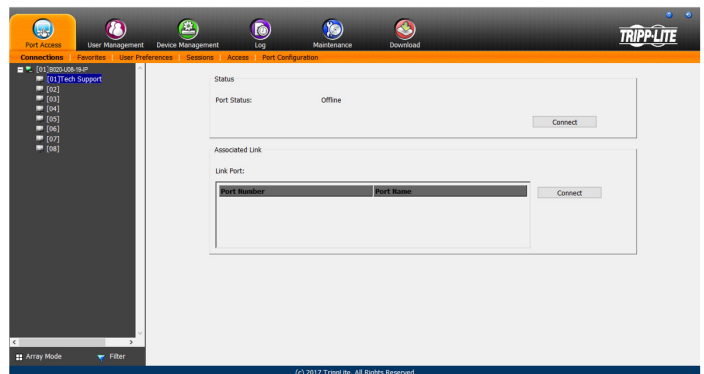 Port Access
User Management
Device Management
Log
Maintenance
Download
TRIPP·LITE
Connections
Favorites
User Preferences
Sessions
Access
Port Configuration
[01]B020-U08-19-IP
[01]Tech Support
[02]
[03]
[04]
[05]
[06]
[07]
[08]
Status
Port Status:
Offline
Connect
Associated Link
Link Port:
Port Number
Port Name
Connect
Array Mode
Filter
(c) 2017 TrippLite. All Rights Reserved.